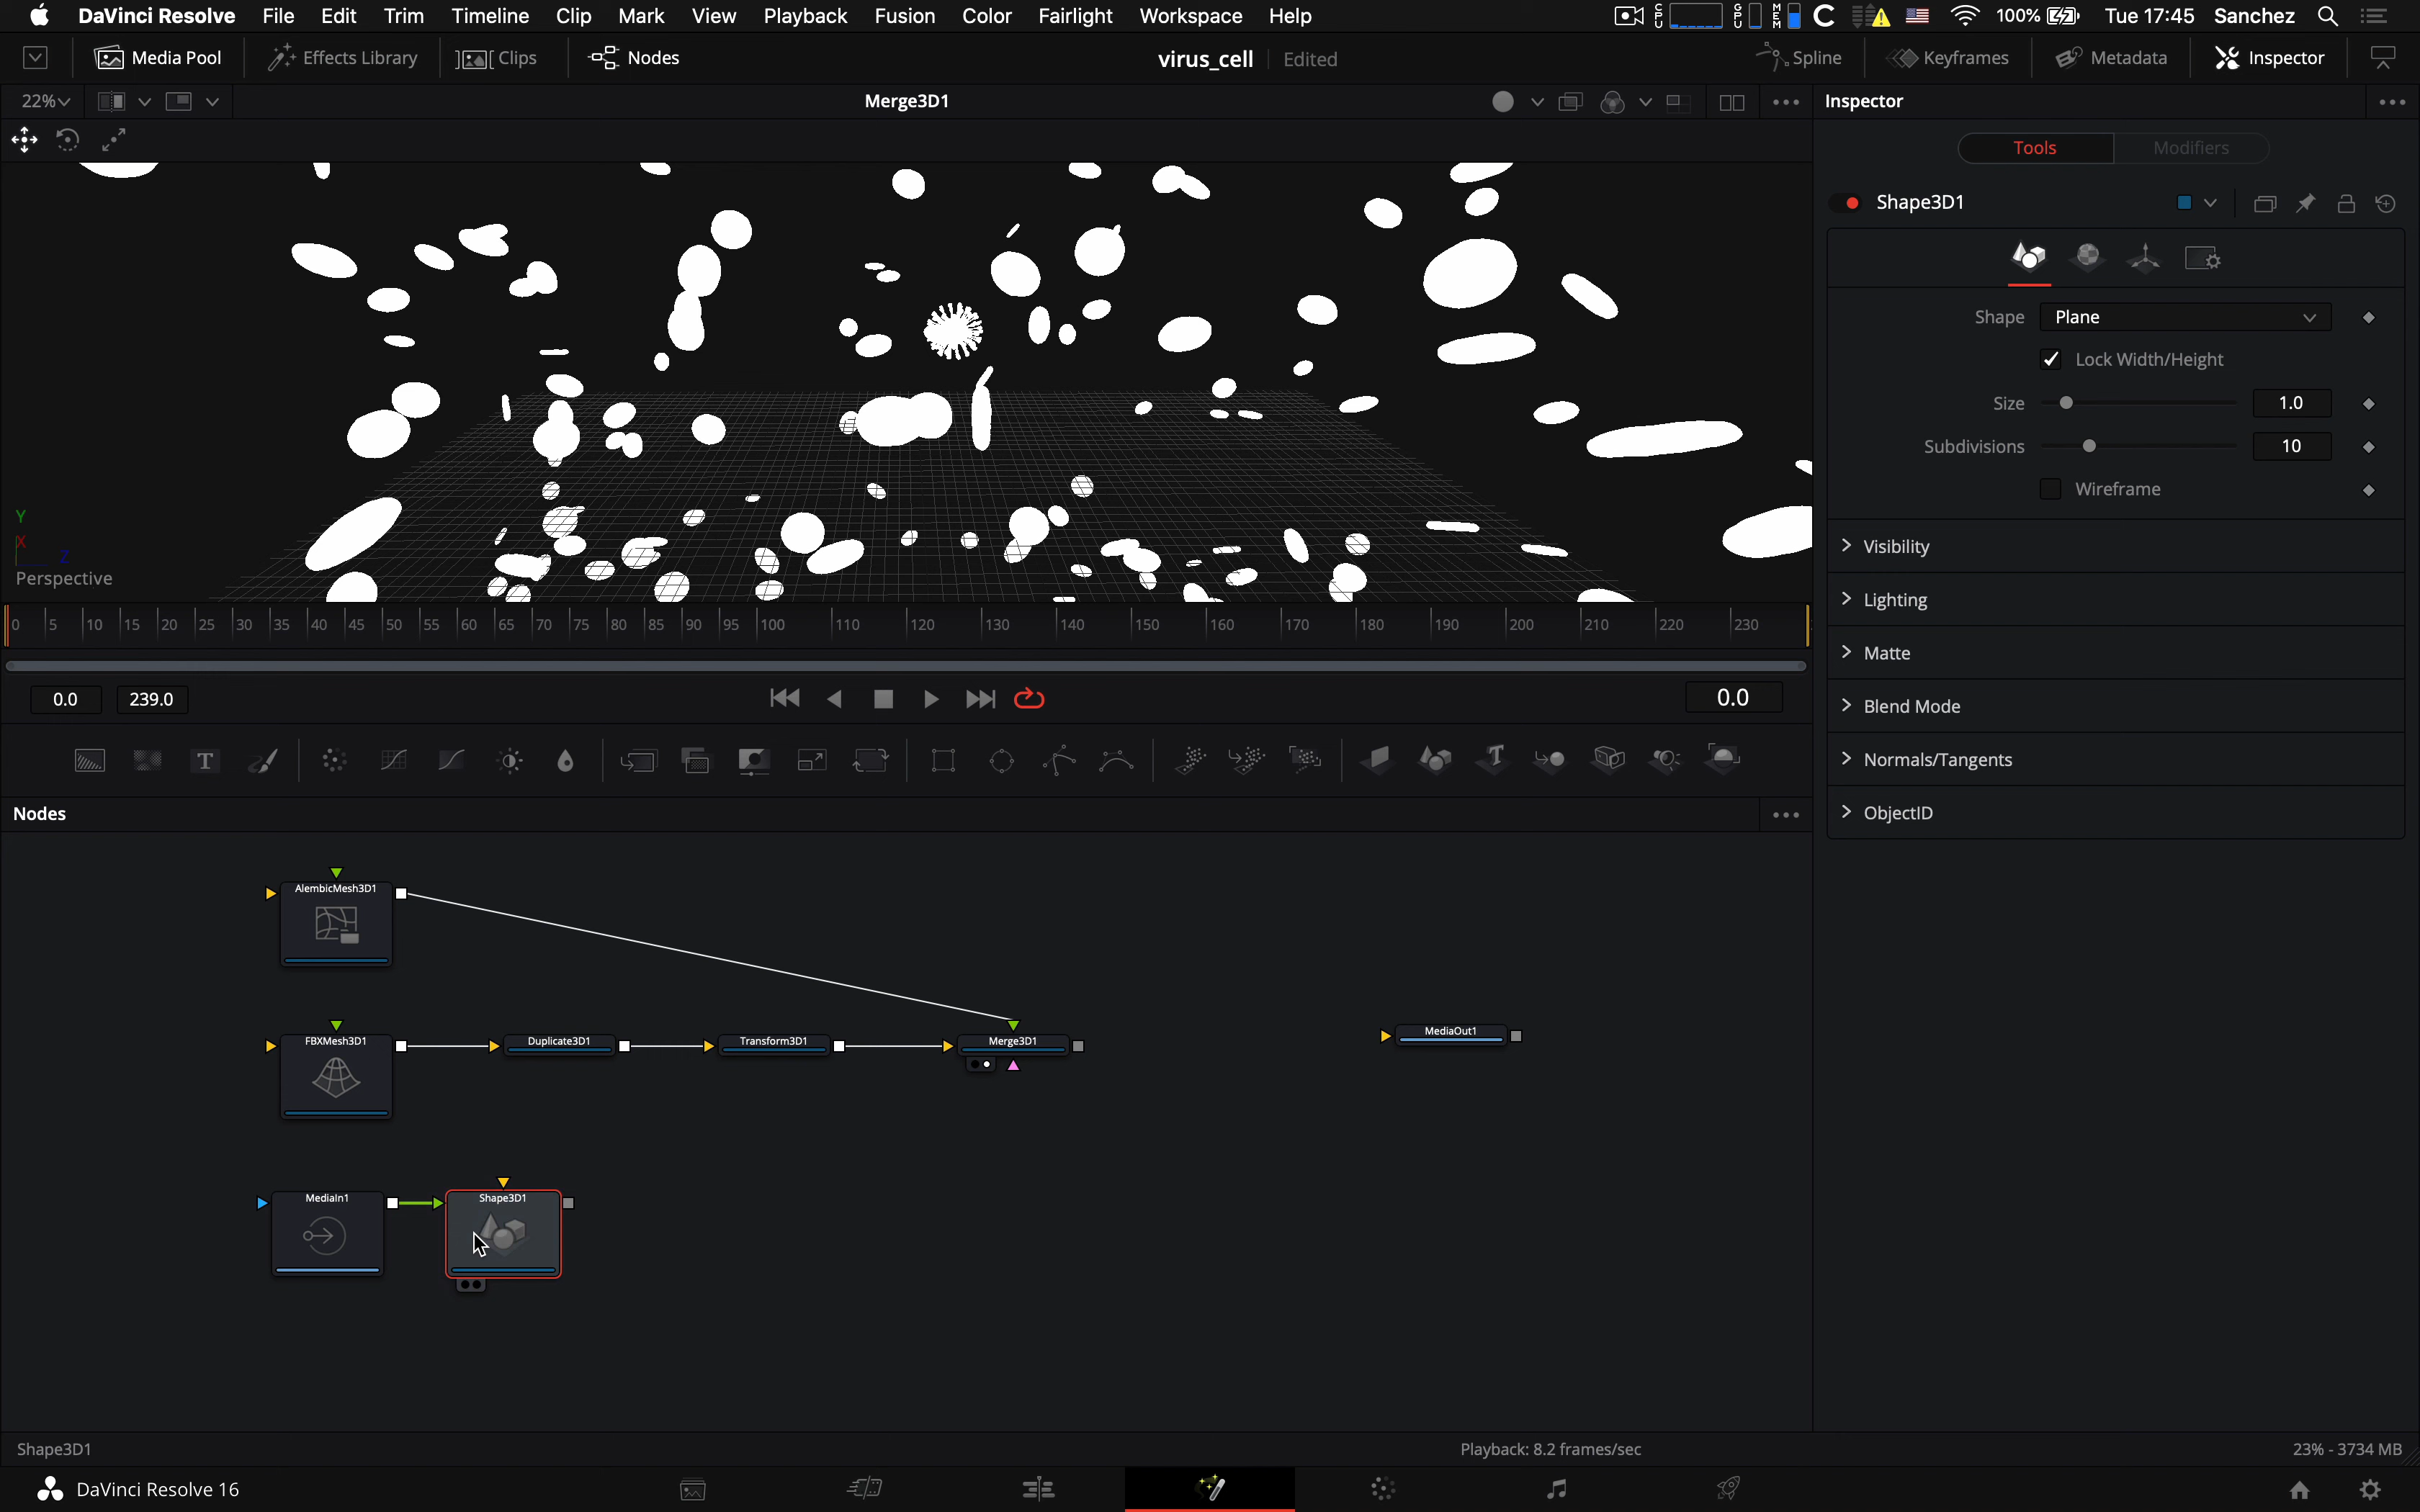 DaVinci Resolve File Edit Trim Timeline Clip Mark View Playback Fusion Color Fairlight Workspace Help CPU GPU MEM 100% Tue 17:45 Sanchez
Media Pool Effects Library Clips Nodes virus_cell Edited Spline Keyframes Metadata Inspector
22% Merge3D1 Inspector
Tools Modifiers
Shape3D1
Shape Plane
Lock Width/Height
Size 1.0
Subdivisions 10
Wireframe
Visibility
Lighting
Matte
Blend Mode
Normals/Tangents
ObjectID
Y
X
Z
Perspective
0 5 10 15 20 25 30 35 40 45 50 55 60 65 70 75 80 85 90 95 100 110 120 130 140 150 160 170 180 190 200 210 220 230
0.0 239.0 0.0
T T
Nodes
AlembicMesh3D1
FBXMesh3D1 Duplicate3D1 Transform3D1 Merge3D1 MediaOut1
MediaIn1 Shape3D1
Shape3D1 Playback: 8.2 frames/sec 23% - 3734 MB
DaVinci Resolve 16